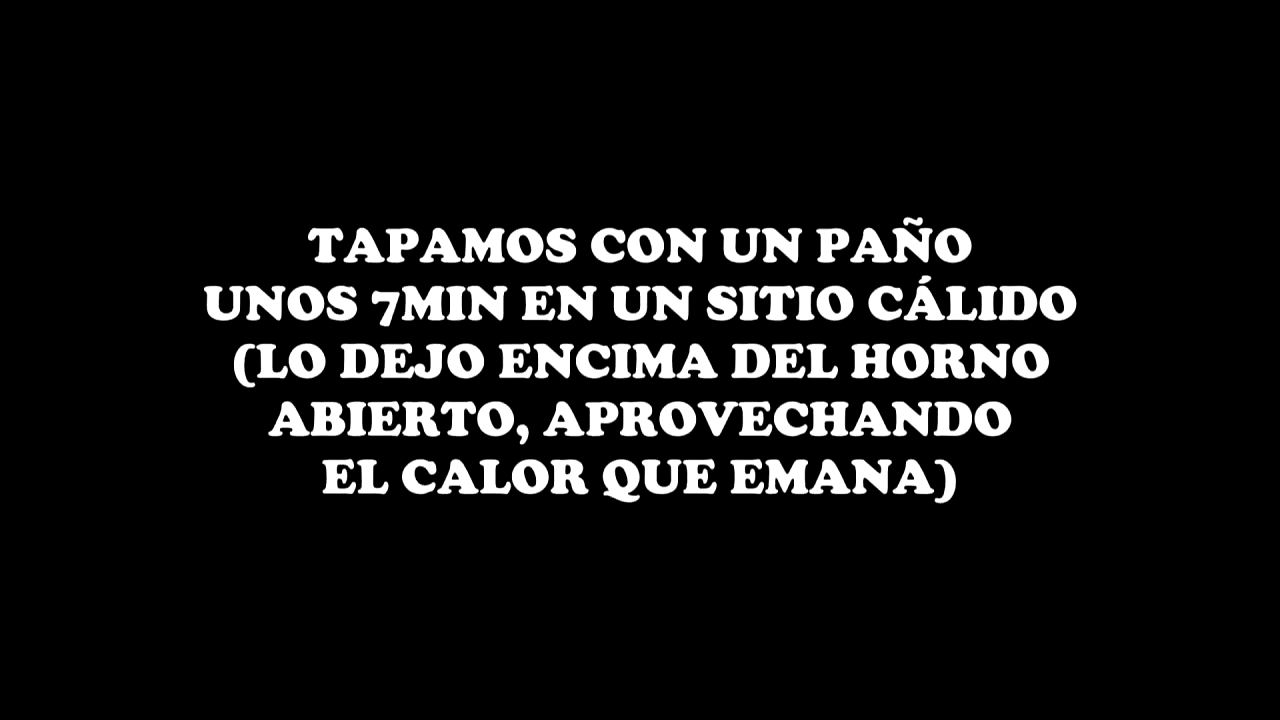 TAPAMOS CON UN PAÑO
UNOS 7MIN EN UN SITIO CÁLIDO
(LO DEJO ENCIMA DEL HORNO
ABIERTO, APROVECHANDO
EL CALOR QUE EMANA)